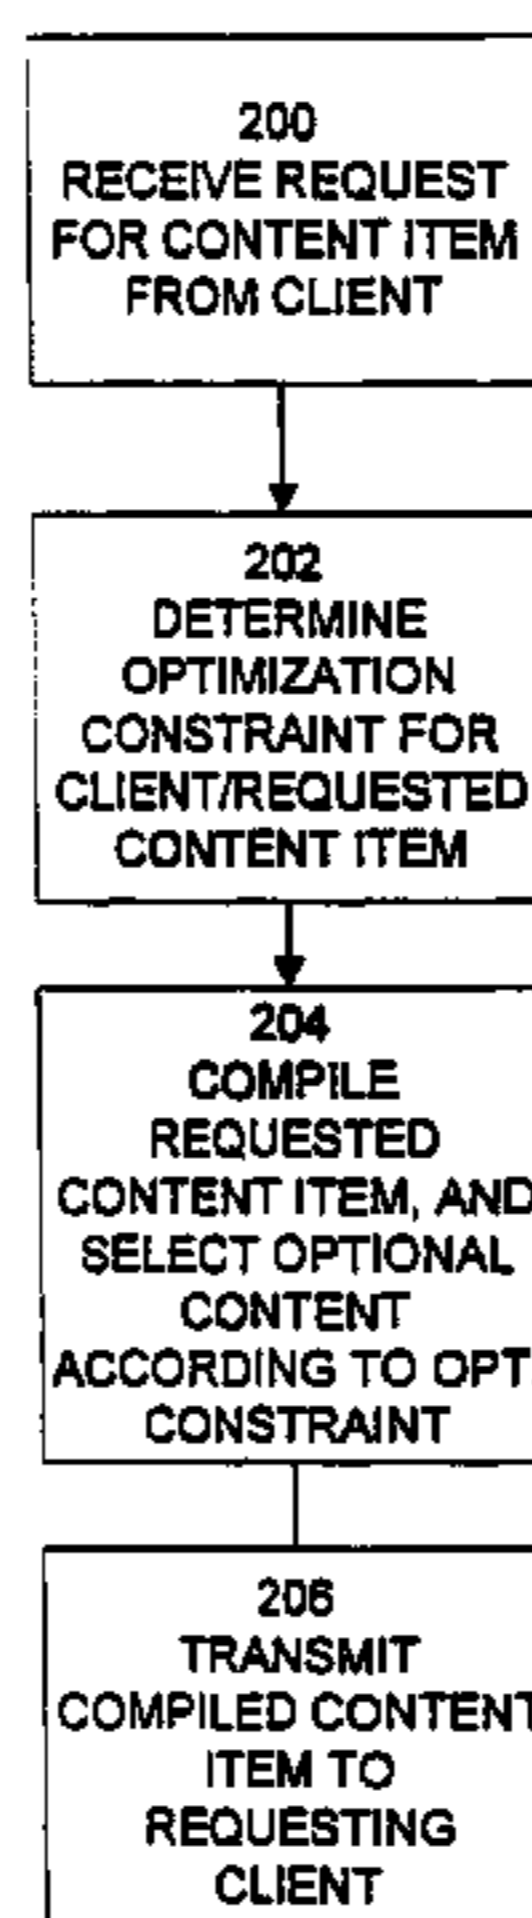 200
RECEIVE REQUEST
FOR CONTENT ITEM
FROM CLIENT
202
DETERMINE
OPTIMIZATION
CONSTRAINT FOR
CLIENT/REQUESTED
CONTENT ITEM
204
COMPILE
REQUESTED
CONTENT ITEM, AND
SELECT OPTIONAL
CONTENT
ACCORDING TO OPT.
CONSTRAINT
206
TRANSMIT
COMPILED CONTENT
ITEM TO
REQUESTING
CLIENT